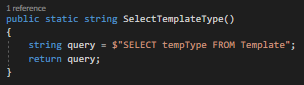 1 reference
public static string SelectTemplateType()
{
string query = $"SELECT tempType FROM Template";
return query;
}